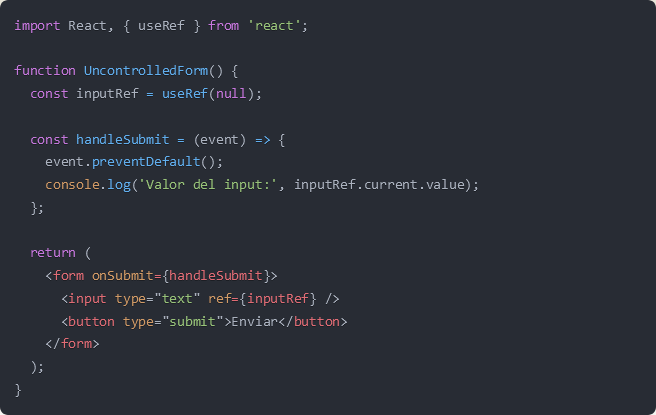 import React, { useRef } from 'react';

function UncontrolledForm() {
  const inputRef = useRef(null);

  const handleSubmit = (event) => {
    event.preventDefault();
    console.log('Valor del input:', inputRef.current.value);
  };

  return (
    <form onSubmit={handleSubmit}>
      <input type="text" ref={inputRef} />
      <button type="submit">Enviar</button>
    </form>
  );
}